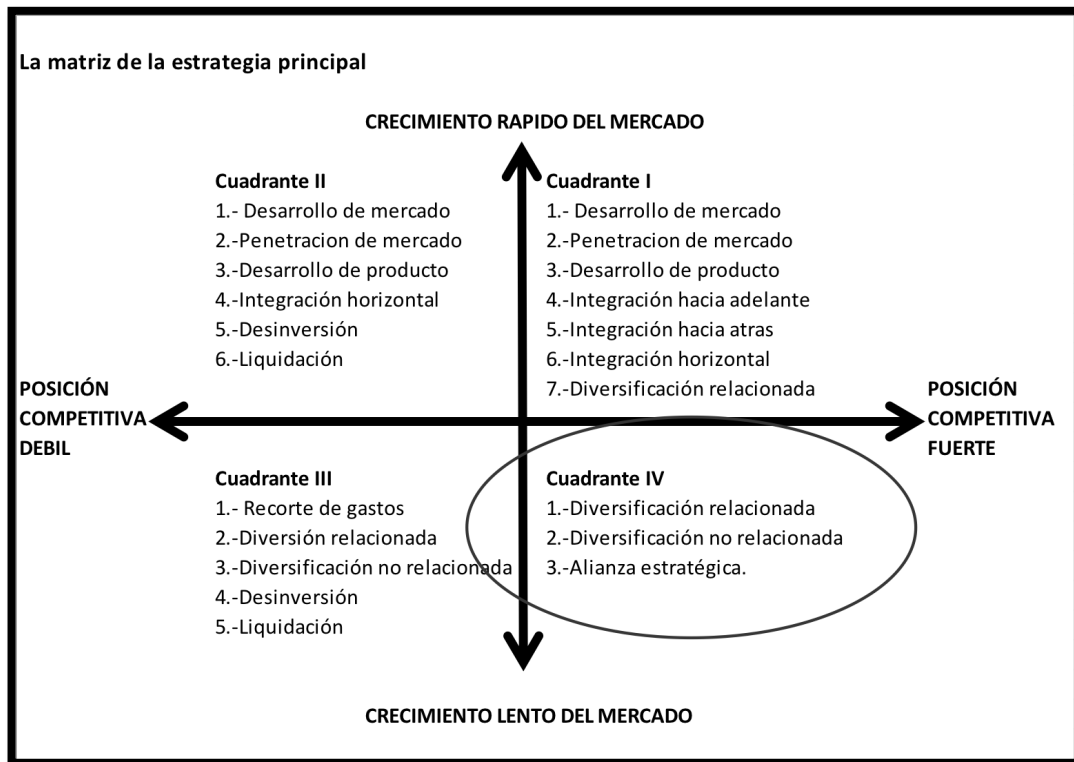 La matriz de la estrategia principal
CRECIMIENTO RAPIDO DEL MERCADO
Cuadrante II
1.- Desarrollo de mercado
2.-Penetracion de mercado
3.-Desarrollo de producto
4.-Integración horizontal
5.-Desinversión
6.-Liquidación
Cuadrante I
1.- Desarrollo de mercado
2.-Penetracion de mercado
3.-Desarrollo de producto
4.-Integración hacia adelante
5.-Integración hacia atras
6.-Integración horizontal
7.-Diversificación relacionada
POSICIÓN
COMPETITIVA
DEBIL
POSICIÓN
COMPETITIVA
FUERTE
Cuadrante III
1.- Recorte de gastos
2.-Diversión relacionada
3.-Diversificación no relacionada
4.-Desinversión
5.-Liquidación
Cuadrante IV
1.-Diversificación relacionada
2.-Diversificación no relacionada
3.-Alianza estratégica.
CRECIMIENTO LENTO DEL MERCADO